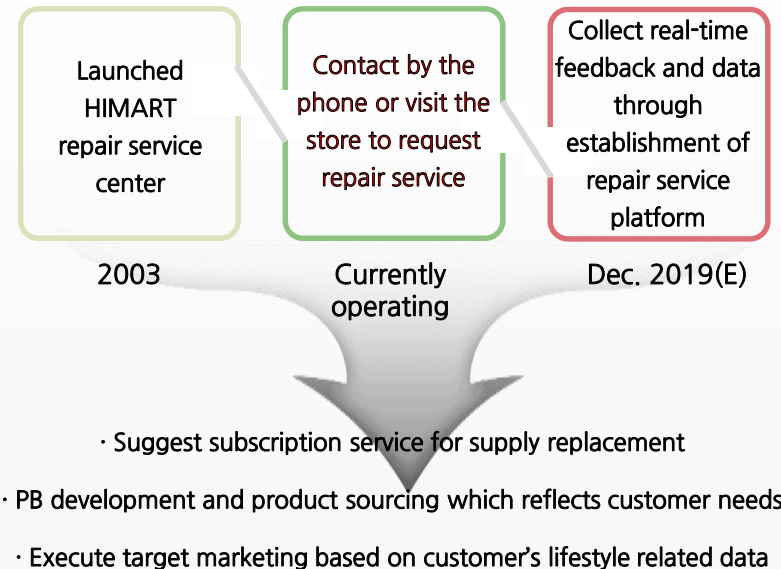 Launched
HIMART
repair service
center
Contact by the
phone or visit the
store to request
repair service
Collect real-time
feedback and data
through
establishment of
repair service
platform
2003
Currently
operating
Dec. 2019(E)
· Suggest subscription service for supply replacement
· PB development and product sourcing which reflects customer needs
· Execute target marketing based on customer’s lifestyle related data